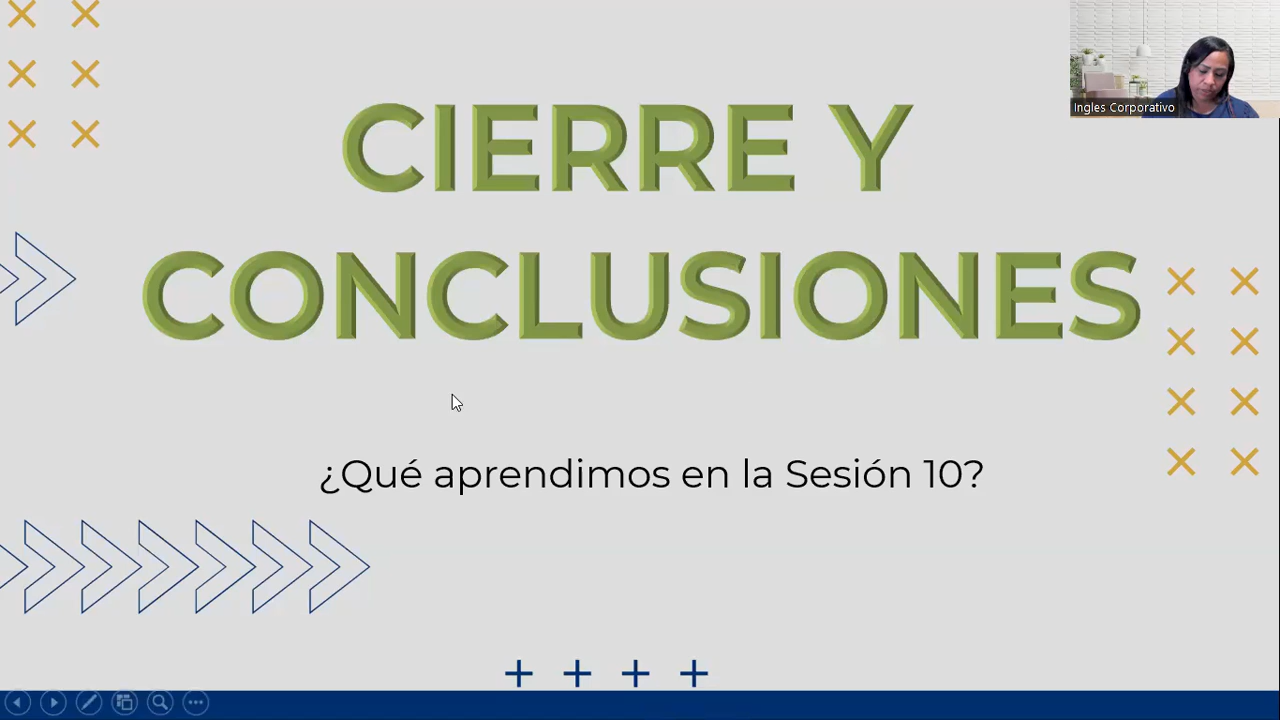 Ingles Corporativo
CIERRE Y
CONCLUSIONES
¿Qué aprendimos en la Sesión 10?